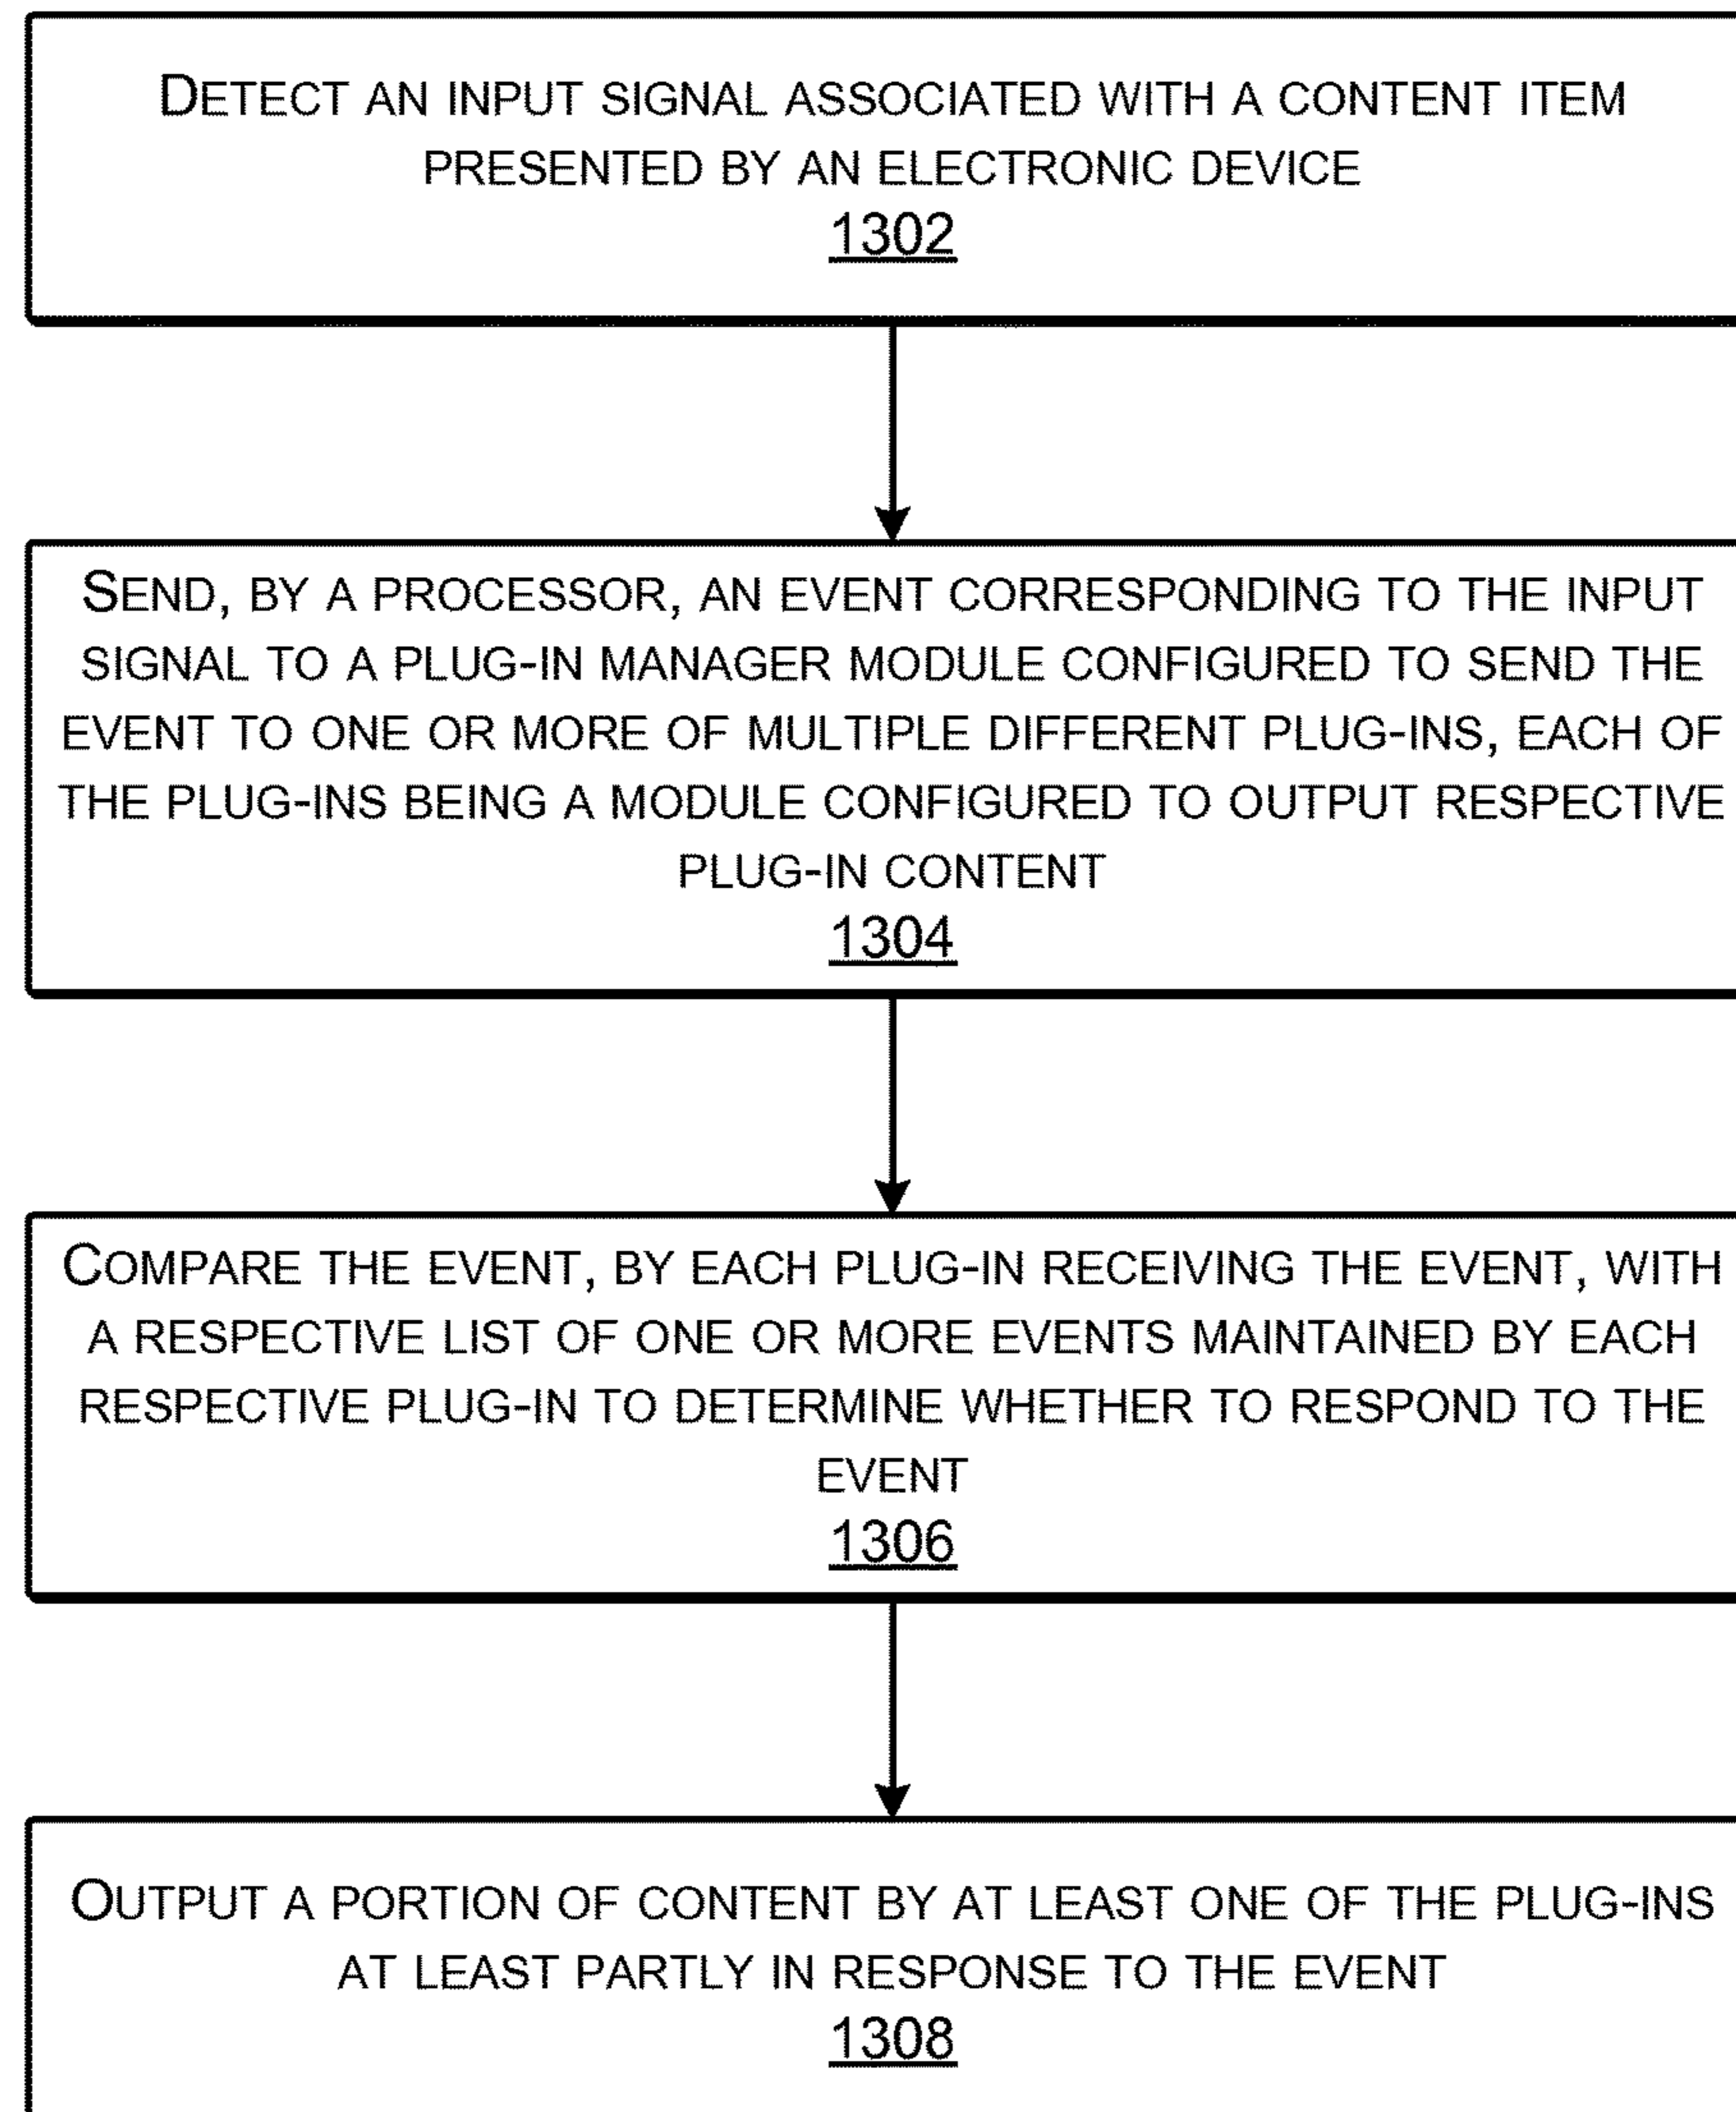 DETECT AN INPUT SIGNAL ASSOCIATED WITH A CONTENT ITEM
PRESENTED BY AN ELECTRONIC DEVICE
1302
SEND, BY A PROCESSOR, AN EVENT CORRESPONDING TO THE INPUT
SIGNAL TO A PLUG-IN MANAGER MODULE CONFIGURED TO SEND THE
EVENT TO ONE OR MORE OF MULTIPLE DIFFERENT PLUG-INS, EACH OF
THE PLUG-INS BEING A MODULE CONFIGURED TO OUTPUT RESPECTIVE
PLUG-IN CONTENT
1304
COMPARE THE EVENT, BY EACH PLUG-IN RECEIVING THE EVENT, WITH
A RESPECTIVE LIST OF ONE OR MORE EVENTS MAINTAINED BY EACH
RESPECTIVE PLUG-IN TO DETERMINE WHETHER TO RESPOND TO THE
EVENT
1306
OUTPUT A PORTION OF CONTENT BY AT LEAST ONE OF THE PLUG-INS
AT LEAST PARTLY IN RESPONSE TO THE EVENT
1308